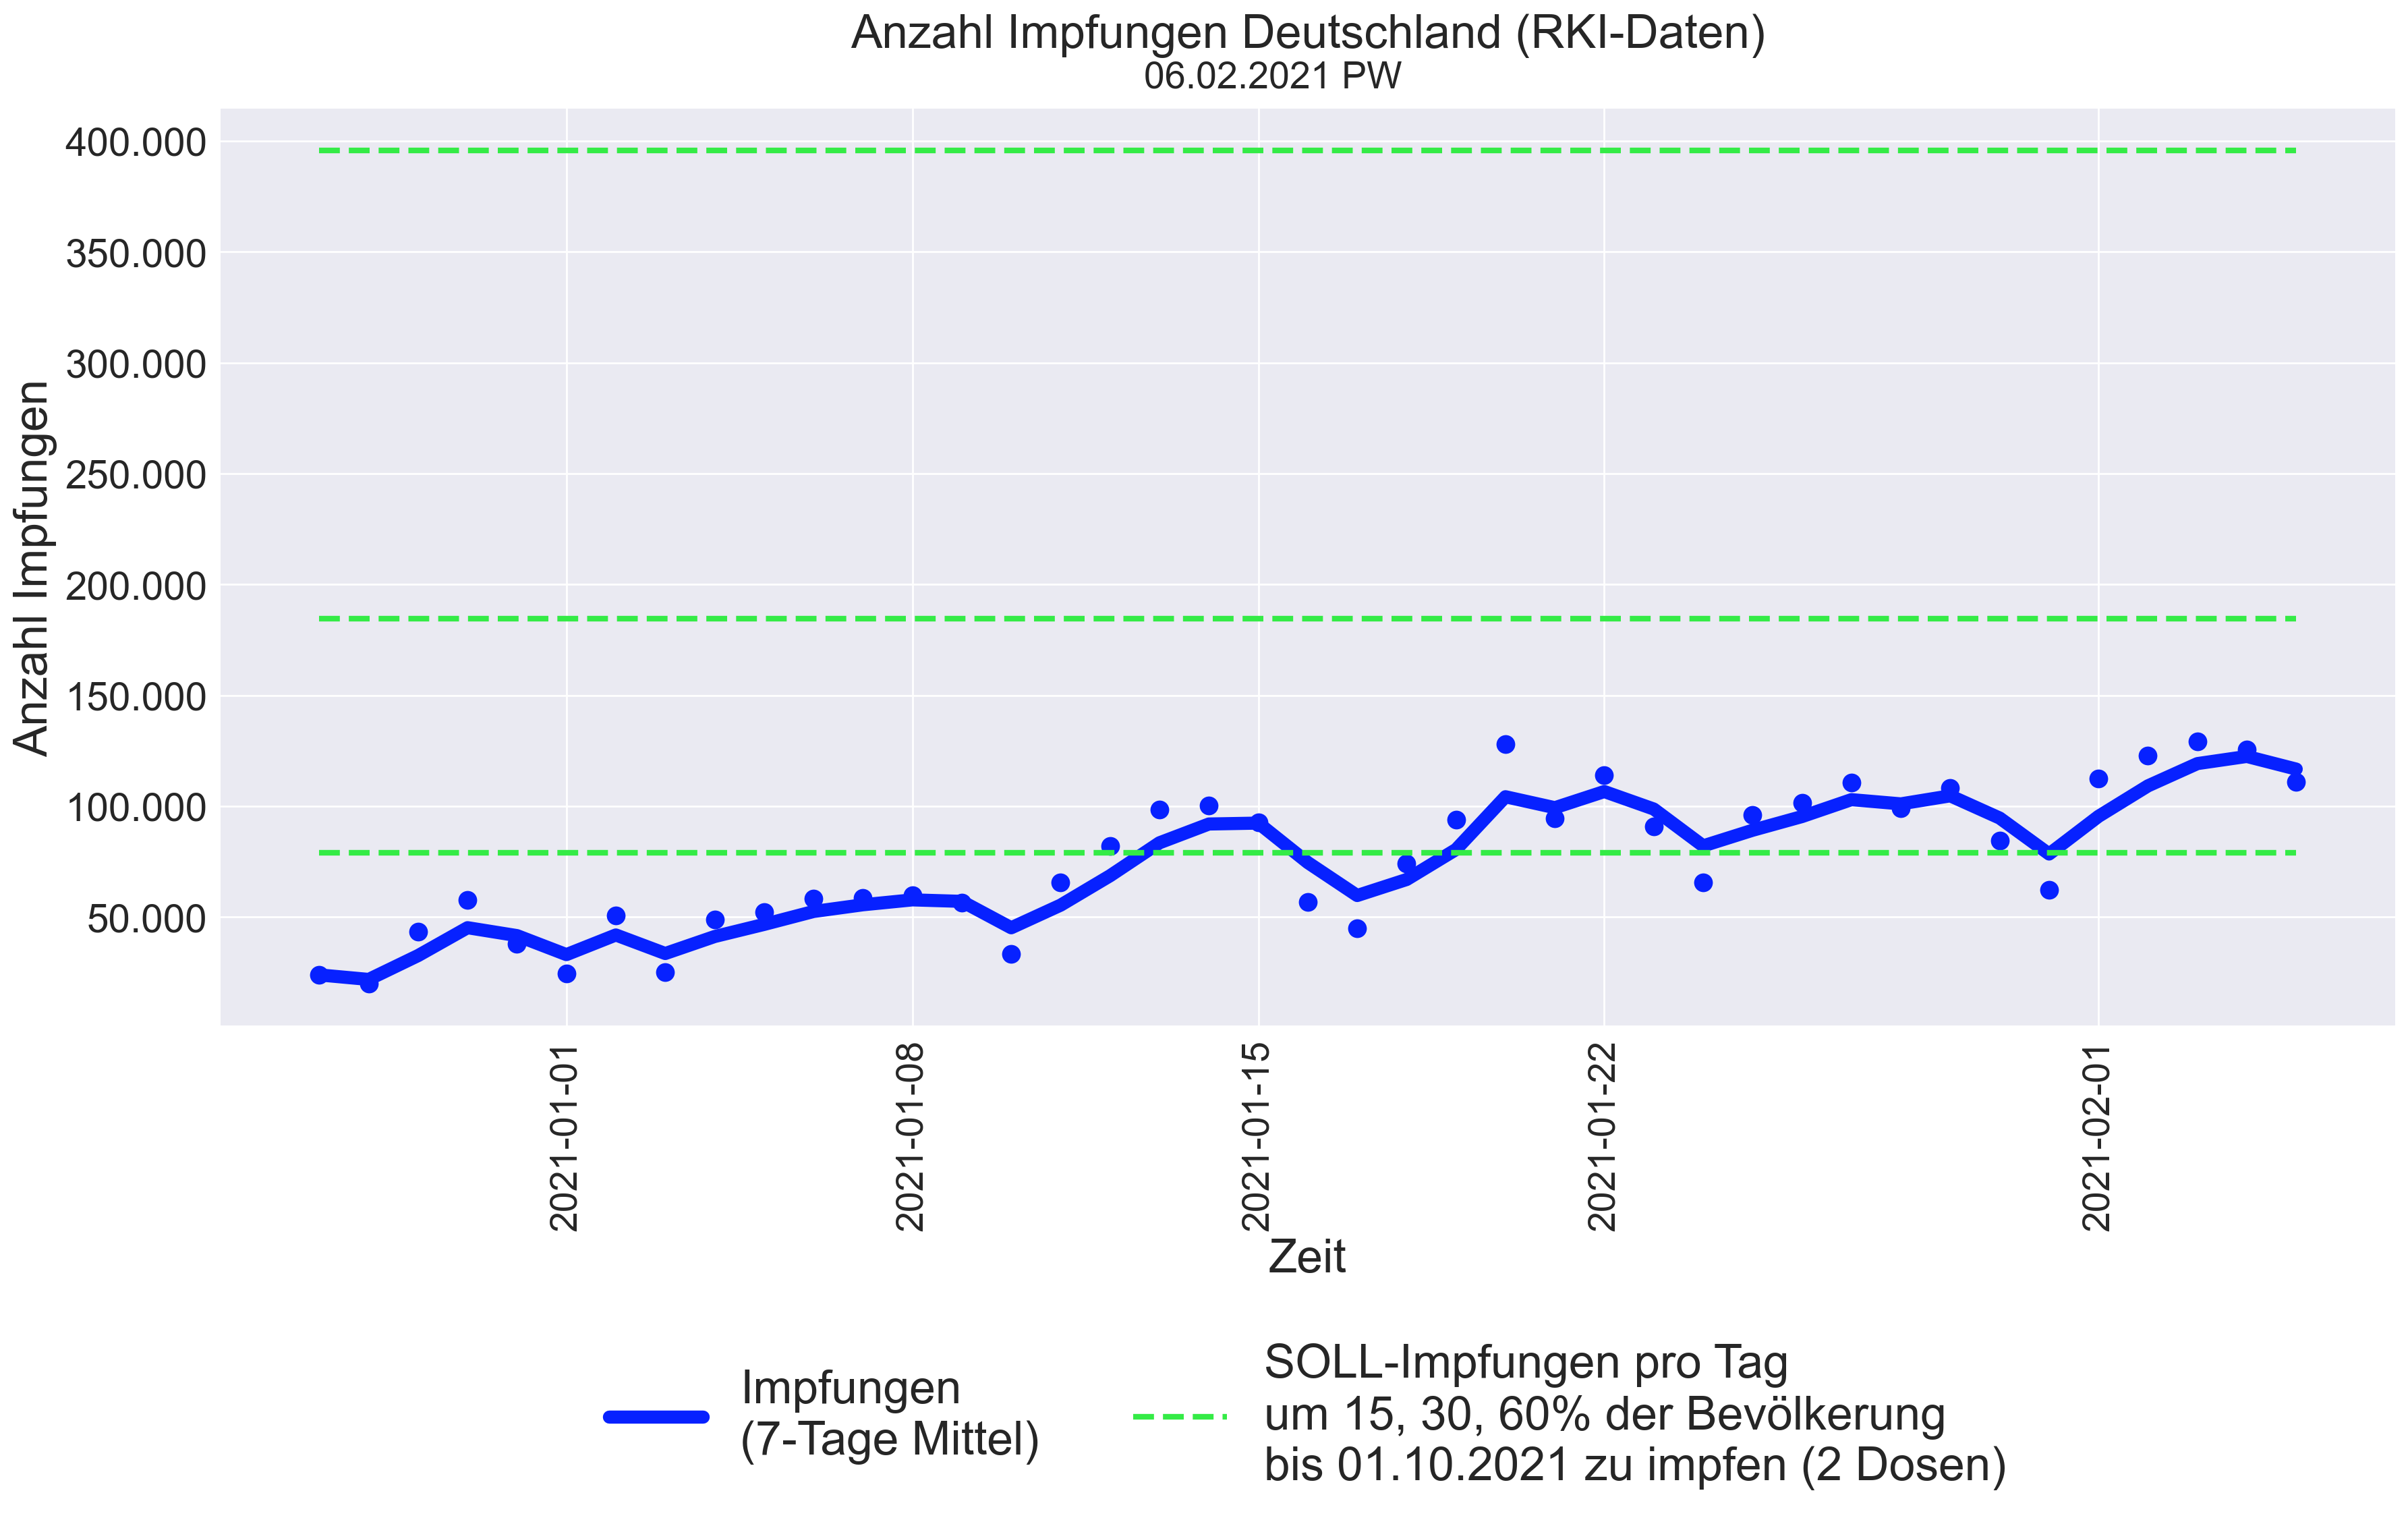 Anzahl Impfungen Deutschland (RKI-Daten)
06.02.2021 PW
Anzahl Impfungen
400.000
350.000
300.000
250.000
200.000
150.000
100.000
50.000
2021-01-01
2021-01-08
2021-01-15
2021-01-22
2021-02-01
Zeit
Impfungen
(7-Tage Mittel)
SOLL-Impfungen pro Tag
um 15, 30, 60% der Bevölkerung
bis 01.10.2021 zu impfen (2 Dosen)